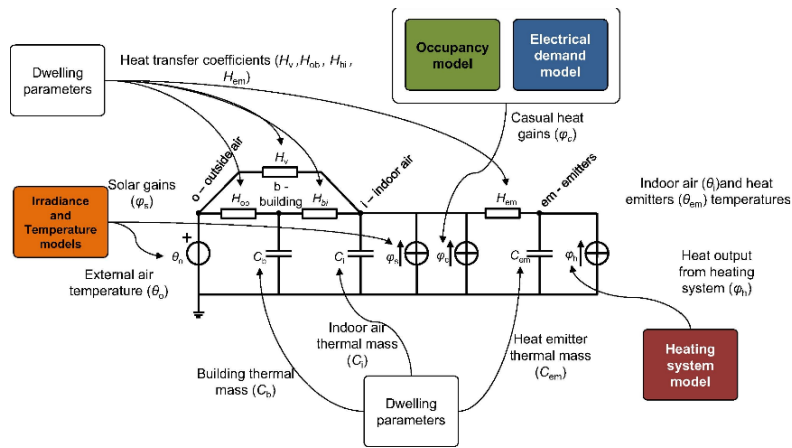 Dwelling
parameters
Heat transfer coefficients (Hv ,Hob, Hbi ,
Hem)
Occupancy
model
Electrical
demand
model
Casual heat
gains (φc)
Solar gains
(φs)
Irradiance
and
Temperature
models
External air
temperature (θo)
o – outside air
Hv
b -
building
Hbi
i – indoor air
Hem
em - emitters
Indoor air (θi)and heat
emitters (θem) temperatures
+
Ci
φs
Cem
φh
Heat output
from heating
system (φh)
Indoor air
thermal mass
(Ci)
Building thermal
mass (Cb)
Heat emitter
thermal mass
(Cem)
Dwelling
parameters
Heating
system
model